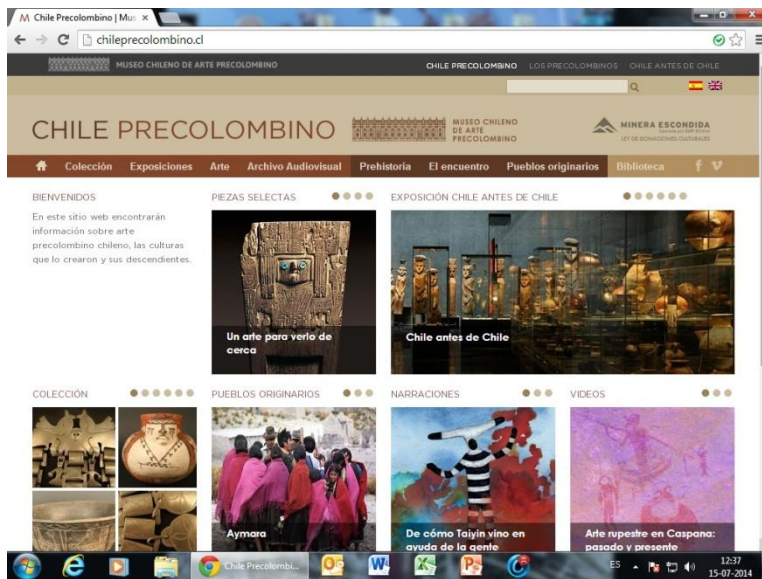 Chile Precolombino | Mus
chileprecolombino.cl
MUSEO CHILENO DE ARTE PRECOLOMBINO
CHILE PRECOLOMBINO LOS PRECOLOMBINOS CHILE ANTES DE CHILE
CHILE PRECOLOMBINO
MUSEO CHILENO
DE ARTE
PRECOLOMBINO
MINERA ESCONDIDA
LEY DE DONACIONES CULTURALES
Colección Exposiciones Arte Archivo Audiovisual Prehistoria El encuentro Pueblos originarios Biblioteca
BIENVENIDOS
En este sitio web encontrarán
información sobre arte
precolombino chileno, las culturas
que lo crearon y sus descendientes.
PIEZAS SELECTAS
Un arte para verlo de
cerca
EXPOSICIÓN CHILE ANTES DE CHILE
Chile antes de Chile
COLECCIÓN
PUEBLOS ORIGINARIOS
Aymara
NARRACIONES
De cómo Taiyin vino en
ayuda de la gente
VIDEOS
Arte rupestre en Caspana:
pasado y presente
Chile Precolombi...
ES
12:37
15-07-2014